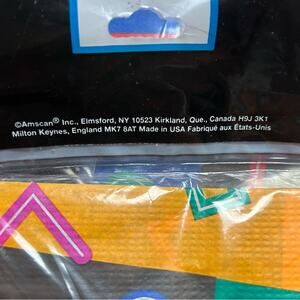 ©Amscan® Inc., Elmsford, NY 10523 Kirkland, Que., Canada H9J 3K1
Milton Keynes, England MK7 8AT Made in USA Fabriqué aux États-Unis